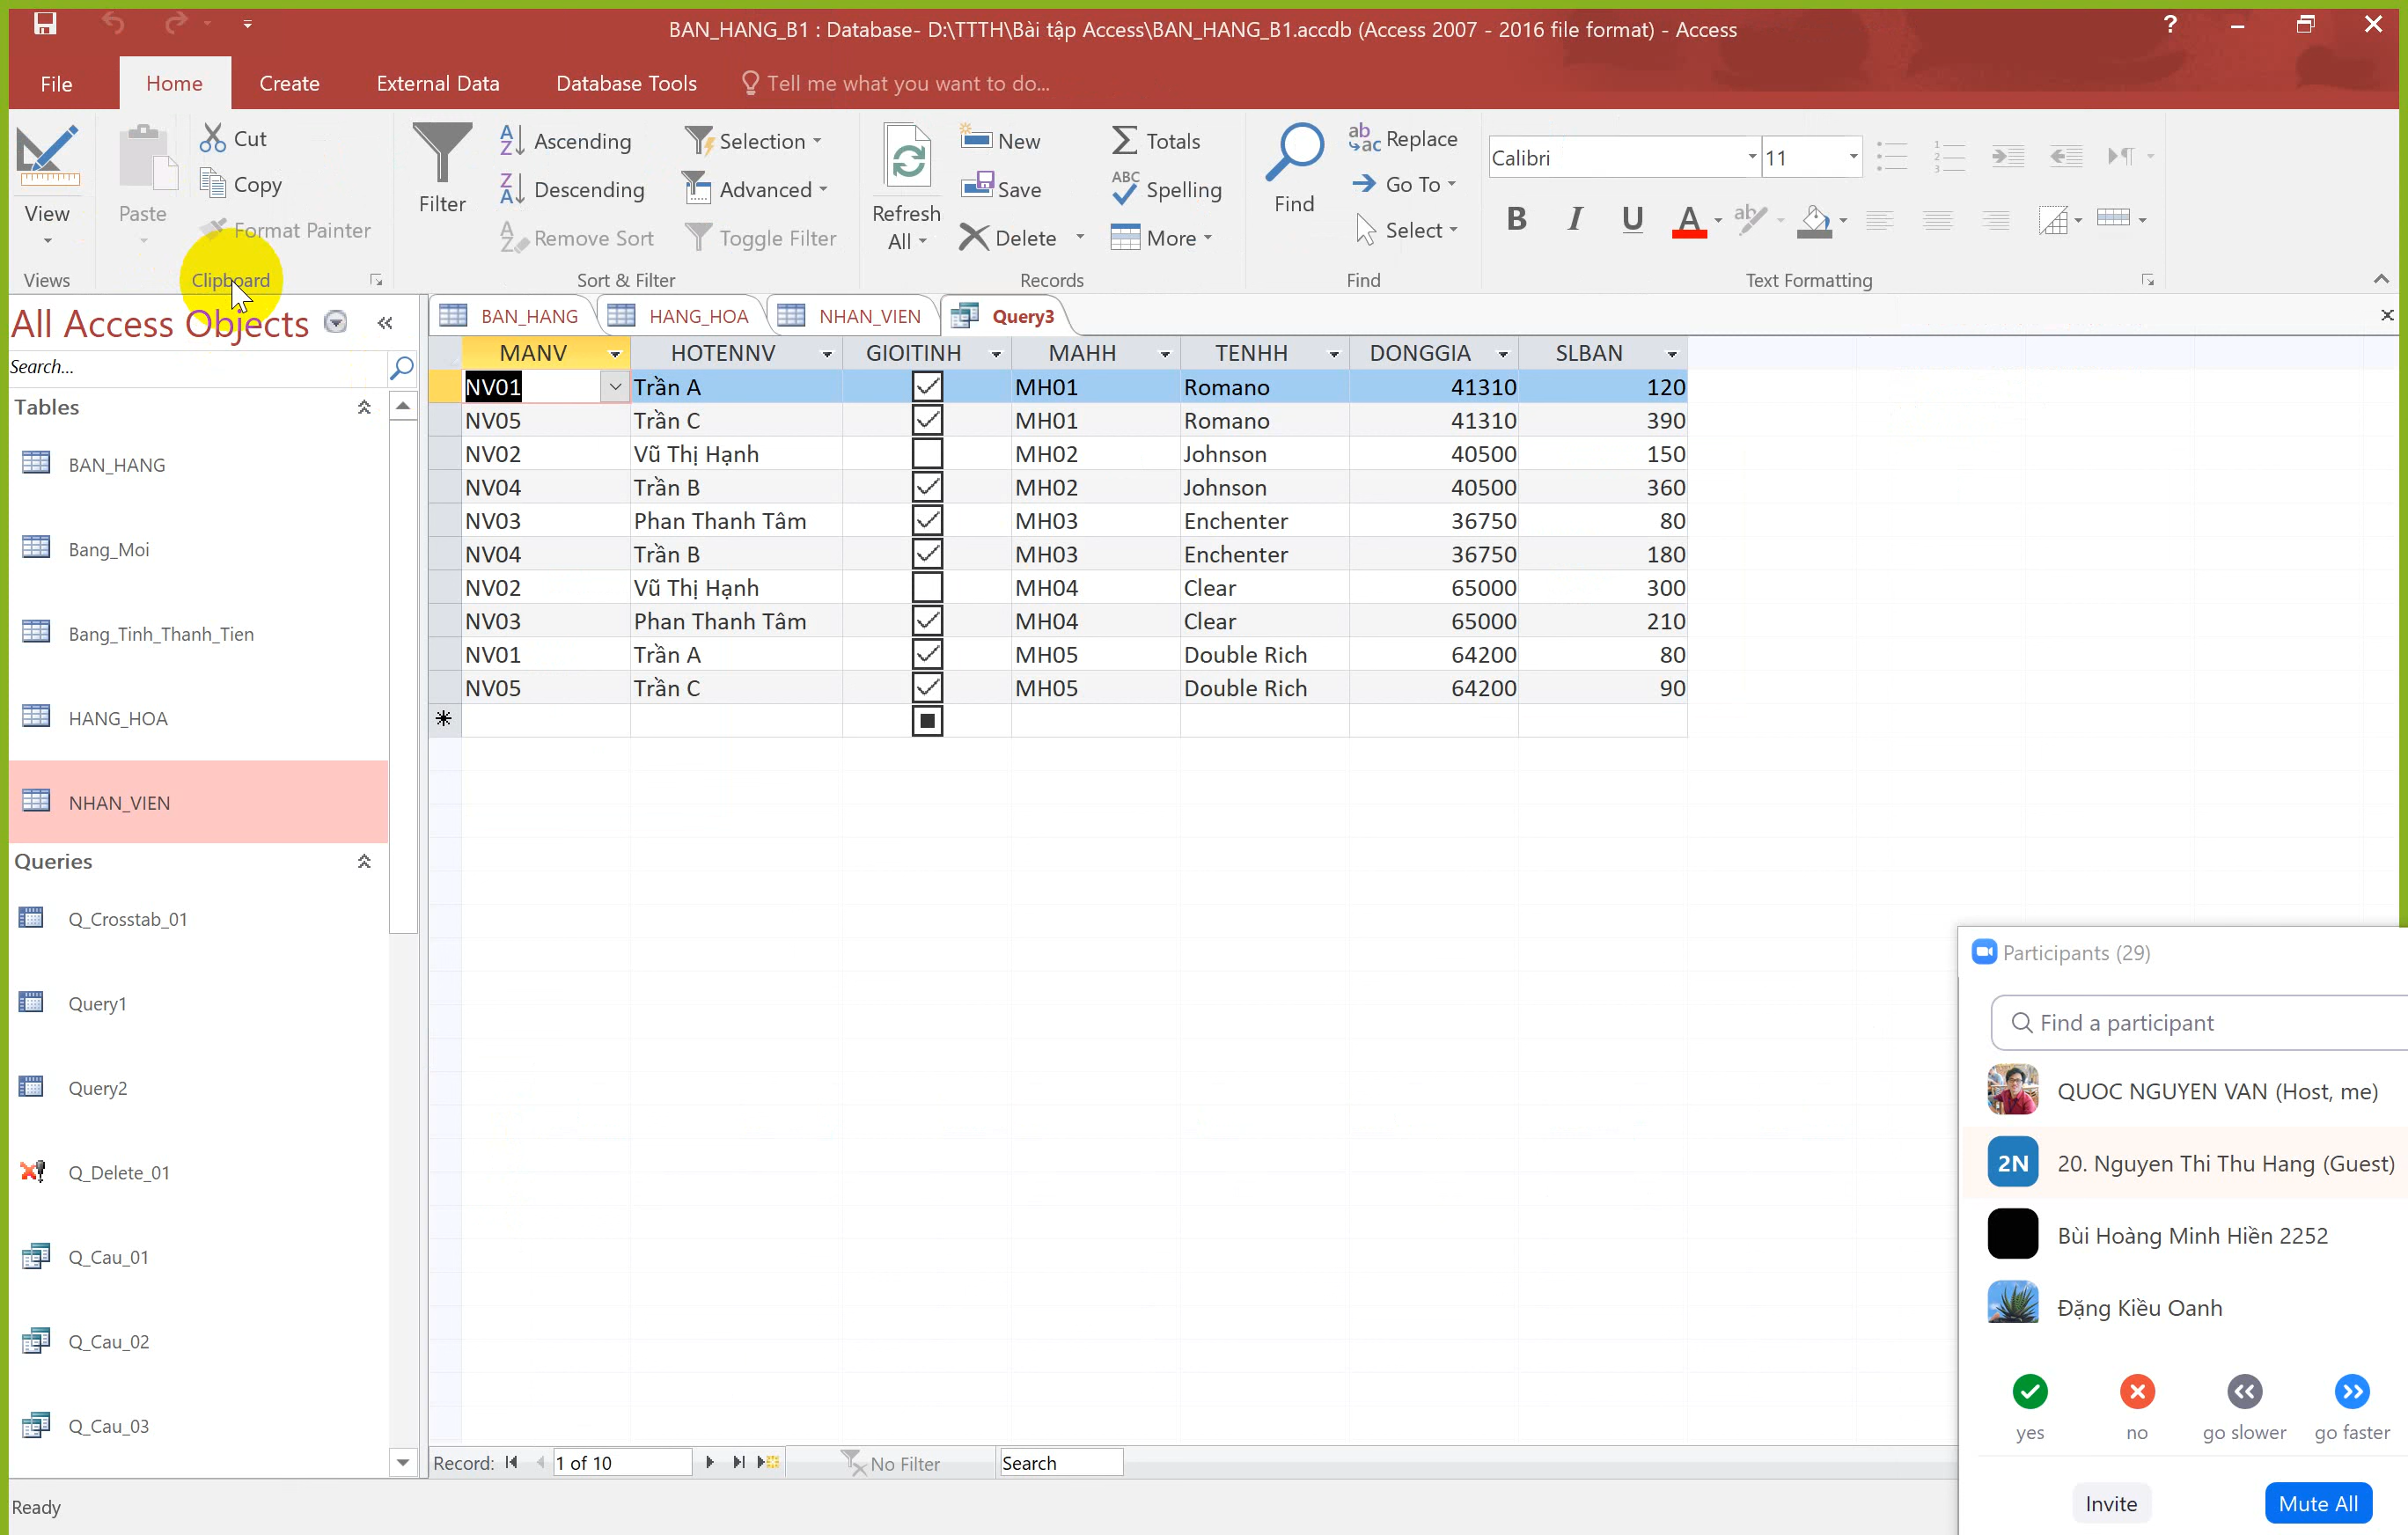 BAN_HANG_B1 : Database- D:\TTTH\Bài tập Access\BAN_HANG_B1.accdb (Access 2007 - 2016 file format) - Access
?
File Home Create External Data Database Tools Tell me what you want to do...
View
Views
Paste
Cut
Copy
Format Painter
Clipboard
Filter
Ascending
Descending
Remove Sort
Selection
Advanced
Toggle Filter
Sort & Filter
Refresh
All
New
Save
Delete
Totals
Spelling
More
Records
Find
Replace
Go To
Select
Find
Calibri 11
B I U A
Text Formatting
All Access Objects
Search...
Tables
BAN_HANG
Bang_Moi
Bang_Tinh_Thanh_Tien
HANG_HOA
NHAN_VIEN
Queries
Q_Crosstab_01
Query1
Query2
Q_Delete_01
Q_Cau_01
Q_Cau_02
Q_Cau_03
BAN_HANG HANG_HOA NHAN_VIEN Query3
MANV HOTENNV GIOITINH MAHH TENHH DONGGIA SLBAN
NV01 Trần A MH01 Romano 41310 120
NV05 Trần C MH01 Romano 41310 390
NV02 Vũ Thị Hạnh MH02 Johnson 40500 150
NV04 Trần B MH02 Johnson 40500 360
NV03 Phan Thanh Tâm MH03 Enchenter 36750 80
NV04 Trần B MH03 Enchenter 36750 180
NV02 Vũ Thị Hạnh MH04 Clear 65000 300
NV03 Phan Thanh Tâm MH04 Clear 65000 210
NV01 Trần A MH05 Double Rich 64200 80
NV05 Trần C MH05 Double Rich 64200 90
Record: 1 of 10 No Filter Search
Ready
Participants (29)
Find a participant
QUOC NGUYEN VAN (Host, me)
2N 20. Nguyen Thi Thu Hang (Guest)
Bùi Hoàng Minh Hiền 2252
Đặng Kiều Oanh
yes no go slower go faster
Invite Mute All